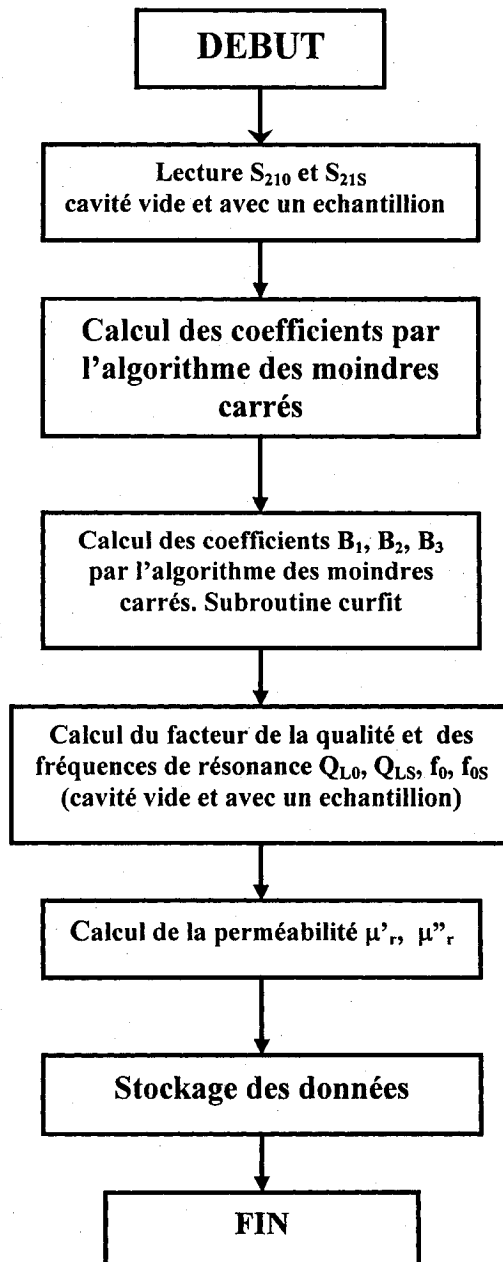 DEBUT
Lecture S₂₁₀ et S₂₁S
cavité vide et avec un echantillion
Calcul des coefficients par
l'algorithme des moindres
carrés
Calcul des coefficients B₁, B₂, B₃
par l'algorithme des moindres
carrés. Subroutine curfit
Calcul du facteur de la qualité et des
fréquences de résonance Q_L0, Q_LS, f₀, f₀S
(cavité vide et avec un echantillion)
Calcul de la perméabilité µ'ᵣ, µ”ᵣ
Stockage des données
FIN